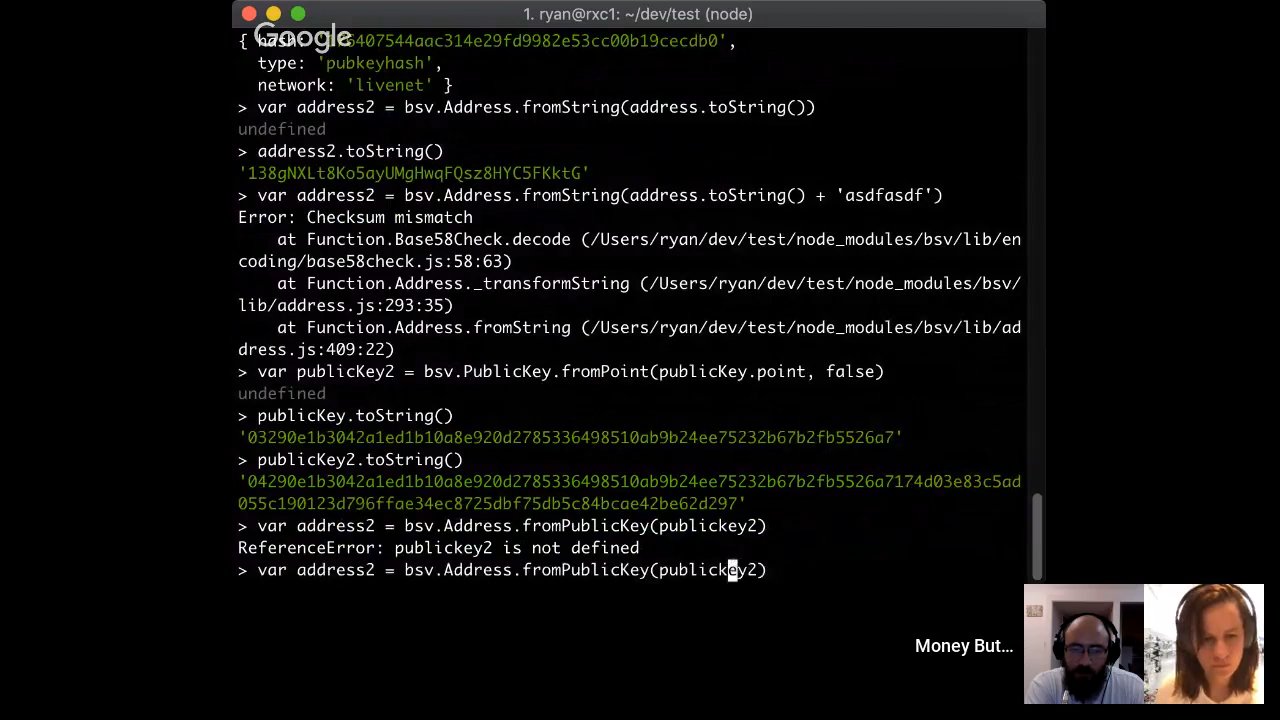 1. ryan@rxc1: ~/dev/test (node)
Google
{ hash: '176407544aac314e29fd9982e53cc00b19cecdb0',
type: 'pubkeyhash',
network: 'livenet' }
> var address2 = bsv.Address.fromString(address.toString())
undefined
> address2.toString()
'138gNXLt8Ko5ayUMgHwqFQsz8HYC5FKktG'
> var address2 = bsv.Address.fromString(address.toString() + 'asdfasdf')
Error: Checksum mismatch
at Function.Base58Check.decode (/Users/ryan/dev/test/node_modules/bsv/lib/en
coding/base58check.js:58:63)
at Function.Address._transformString (/Users/ryan/dev/test/node_modules/bsv/
lib/address.js:293:35)
at Function.Address.fromString (/Users/ryan/dev/test/node_modules/bsv/lib/ad
dress.js:409:22)
> var publicKey2 = bsv.PublicKey.fromPoint(publicKey.point, false)
undefined
> publicKey.toString()
'03290e1b3042a1ed1b10a8e920d2785336498510ab9b24ee75232b67b2fb5526a7'
> publicKey2.toString()
'04290e1b3042a1ed1b10a8e920d2785336498510ab9b24ee75232b67b2fb5526a7174d03e83c5ad
055c190123d796ffae34ec8725dbf75db5c84bcae42be62d297'
> var address2 = bsv.Address.fromPublicKey(publickey2)
ReferenceError: publickey2 is not defined
> var address2 = bsv.Address.fromPublicKey(publickey2)
Money But...